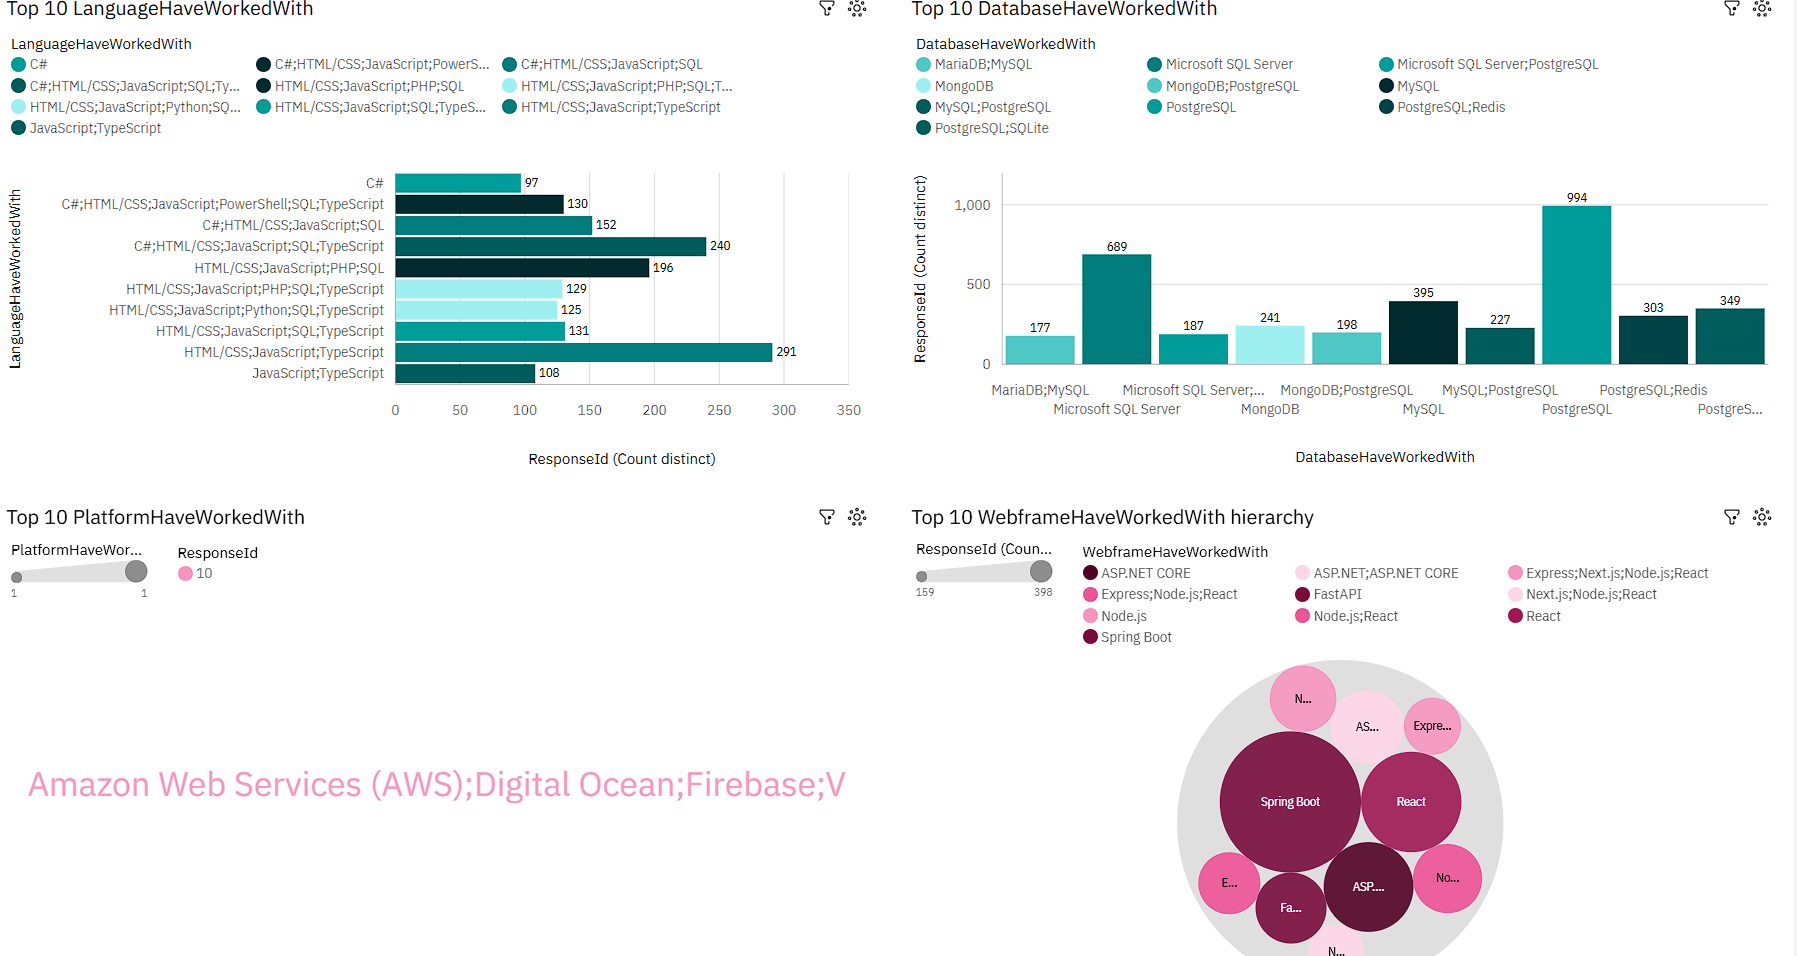 Top 10 LanguageHaveWorkedWith
LanguageHaveWorkedWith
C#
C#;HTML/CSS;JavaScript;PowerS...
C#;HTML/CSS;JavaScript;SQL
C#;HTML/CSS;JavaScript;SQL;Ty...
HTML/CSS;JavaScript;PHP;SQL
HTML/CSS;JavaScript;PHP;SQL;T...
HTML/CSS;JavaScript;Python;SQ...
HTML/CSS;JavaScript;SQL;TypeS...
HTML/CSS;JavaScript;TypeScript
JavaScript;TypeScript
LanguageHaveWorkedWith
C# 97
C#;HTML/CSS;JavaScript;PowerShell;SQL;TypeScript 130
C#;HTML/CSS;JavaScript;SQL 152
C#;HTML/CSS;JavaScript;SQL;TypeScript 240
HTML/CSS;JavaScript;PHP;SQL 196
HTML/CSS;JavaScript;PHP;SQL;TypeScript 129
HTML/CSS;JavaScript;Python;SQL;TypeScript 125
HTML/CSS;JavaScript;SQL;TypeScript 131
HTML/CSS;JavaScript;TypeScript 291
JavaScript;TypeScript 108
0 50 100 150 200 250 300 350
ResponseId (Count distinct)
Top 10 DatabaseHaveWorkedWith
DatabaseHaveWorkedWith
MariaDB;MySQL
Microsoft SQL Server
Microsoft SQL Server;PostgreSQL
MongoDB
MongoDB;PostgreSQL
MySQL
MySQL;PostgreSQL
PostgreSQL
PostgreSQL;Redis
PostgreSQL;SQLite
ResponseId (Count distinct)
1,000
500
0
177 689 187 241 198 395 227 994 303 349
MariaDB;MySQL Microsoft SQL Server;... MongoDB;PostgreSQL MySQL;PostgreSQL PostgreSQL;Redis
Microsoft SQL Server MongoDB MySQL PostgreSQL PostgreS...
DatabaseHaveWorkedWith
Top 10 PlatformHaveWorkedWith
PlatformHaveWor...
1 1
ResponseId
10
Amazon Web Services (AWS);Digital Ocean;Firebase;V
Top 10 WebframeHaveWorkedWith hierarchy
ResponseId (Coun...
159 398
WebframeHaveWorkedWith
ASP.NET CORE
ASP.NET;ASP.NET CORE
Express;Next.js;Node.js;React
Express;Node.js;React
FastAPI
Next.js;Node.js;React
Node.js
Node.js;React
React
Spring Boot
N...
AS...
Expre...
Spring Boot
React
E...
Fa...
ASP....
No...
N...